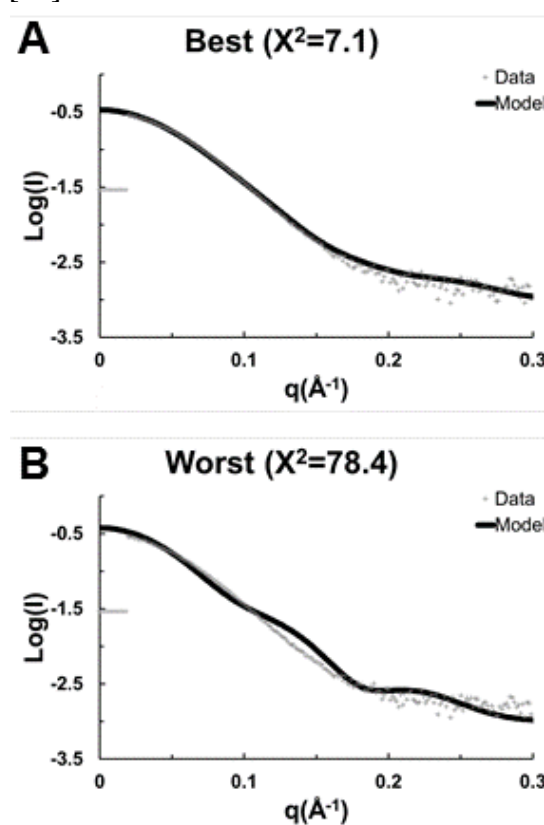 A
Best (X²=7.1)
Data
Model
-0.5
-1.5
-2.5
-3.5
Log(I)
0
0.1
0.2
0.3
q(Å⁻¹)
B
Worst (X²=78.4)
Data
Model
-0.5
-1.5
-2.5
-3.5
Log(I)
0
0.1
0.2
0.3
q(Å⁻¹)